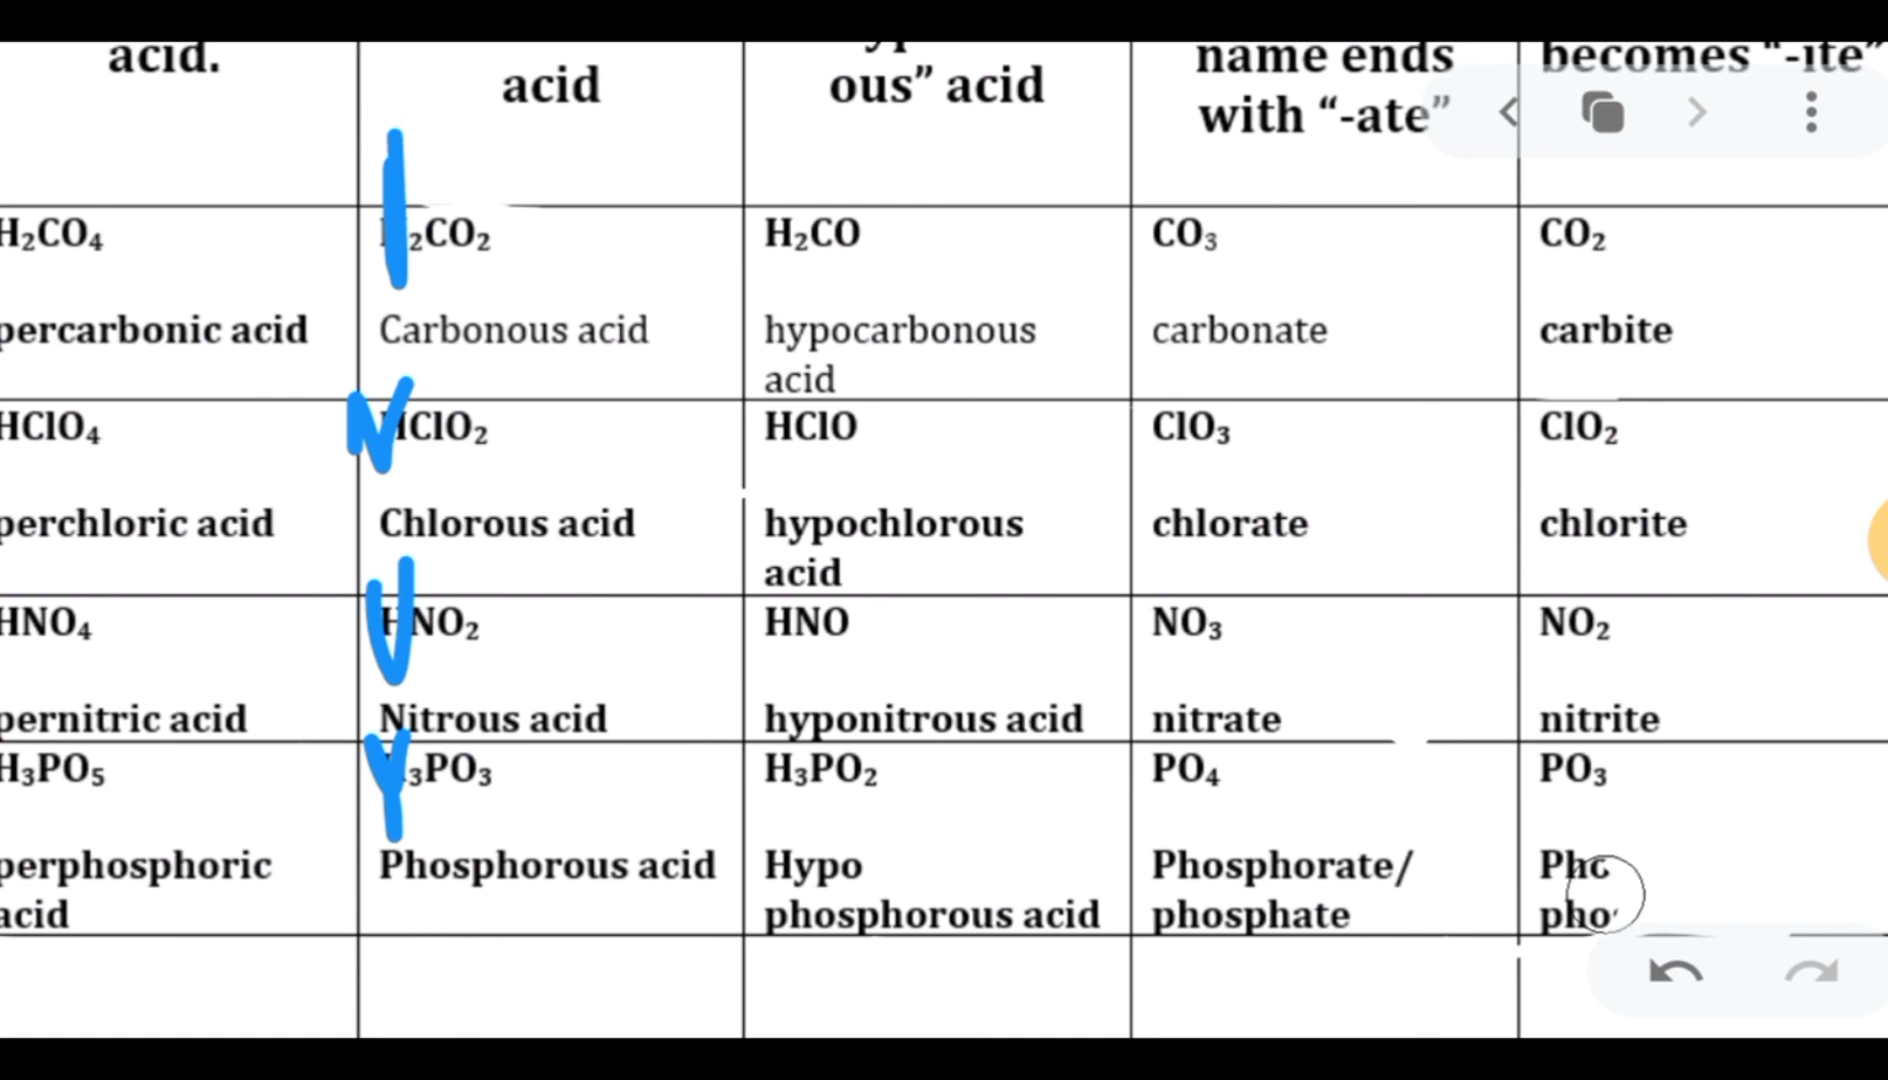 acid.
acid
ous” acid
name ends
with “-ate”
becomes “-ite”
H₂CO₄
₂CO₂
H₂CO
CO₃
CO₂
percarbonic acid
Carbonous acid
hypocarbonous
acid
carbonate
carbite
HClO₄
HClO₂
HClO
ClO₃
ClO₂
perchloric acid
Chlorous acid
hypochlorous
acid
chlorate
chlorite
HNO₄
HNO₂
HNO
NO₃
NO₂
pernitric acid
Nitrous acid
hyponitrous acid
nitrate
nitrite
H₃PO₅
₃PO₃
H₃PO₂
PO₄
PO₃
perphosphoric
acid
Phosphorous acid
Hypo
phosphorous acid
Phosphorate/
phosphate